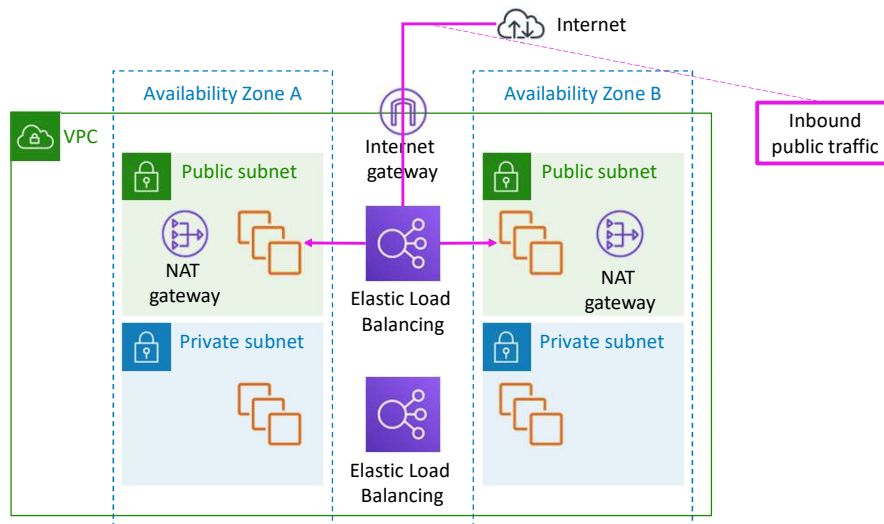 Internet
Availability Zone A
Availability Zone B
Inbound
public traffic
VPC
Internet
gateway
Public subnet
Public subnet
NAT
gateway
Elastic Load
Balancing
NAT
gateway
Private subnet
Private subnet
Elastic Load
Balancing